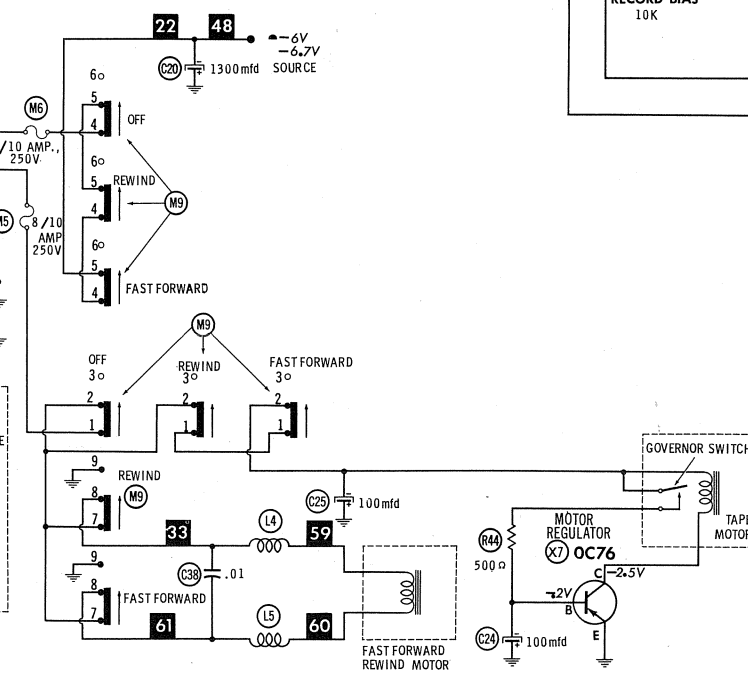 RECORD BIAS
10K
22
48
-6V
-6.7V
SOURCE
C20
1300mfd
6
5
4
OFF
M6
/10 AMP.,
250V
6
5
REWIND
4
M9
M5
8/10
AMP
250V
6
5
4
FAST FORWARD
M9
OFF
3
REWIND
3
FAST FORWARD
3
2
1
2
1
2
1
9
REWIND
M9
8
7
33
L4
59
C25
100mfd
GOVERNOR SWITCH
MOTOR
REGULATOR
X7 OC76
TAPE
MOTOR
R44
500Ω
C38
.01
9
8
7
FAST FORWARD
61
L5
60
FAST FORWARD
REWIND MOTOR
C
-2.5V
-.2V
B
E
C24
100mfd